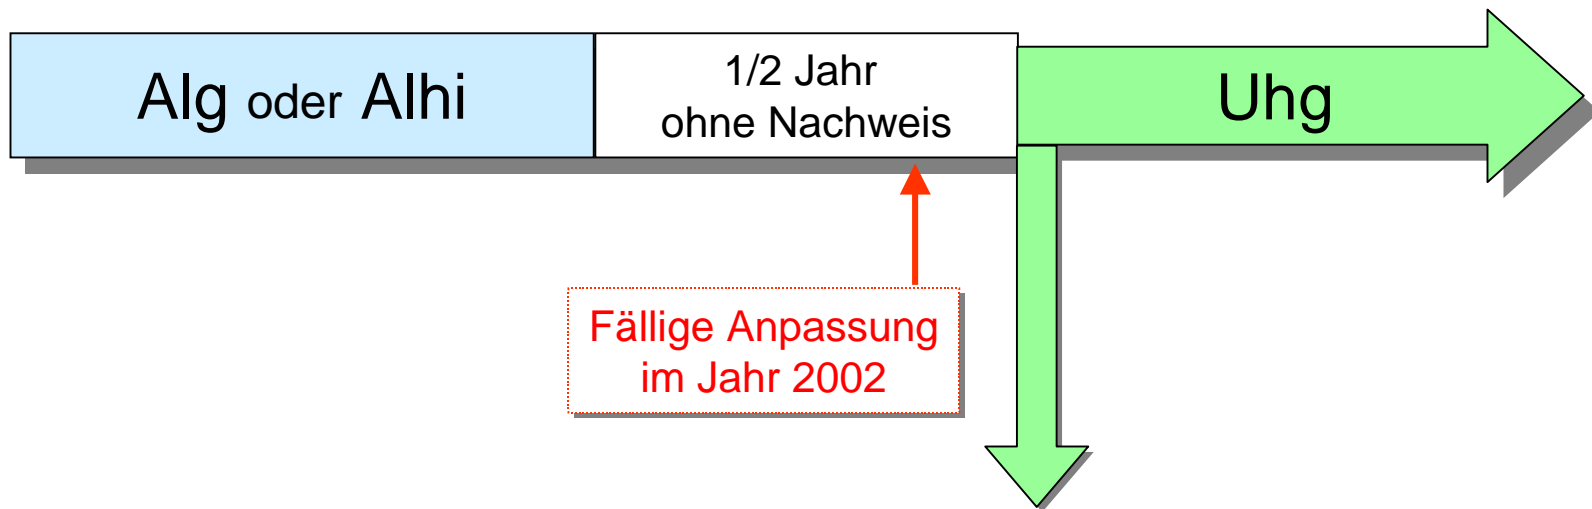 Alg oder Alhi
1/2 Jahr
ohne Nachweis
Uhg
Fällige Anpassung
im Jahr 2002